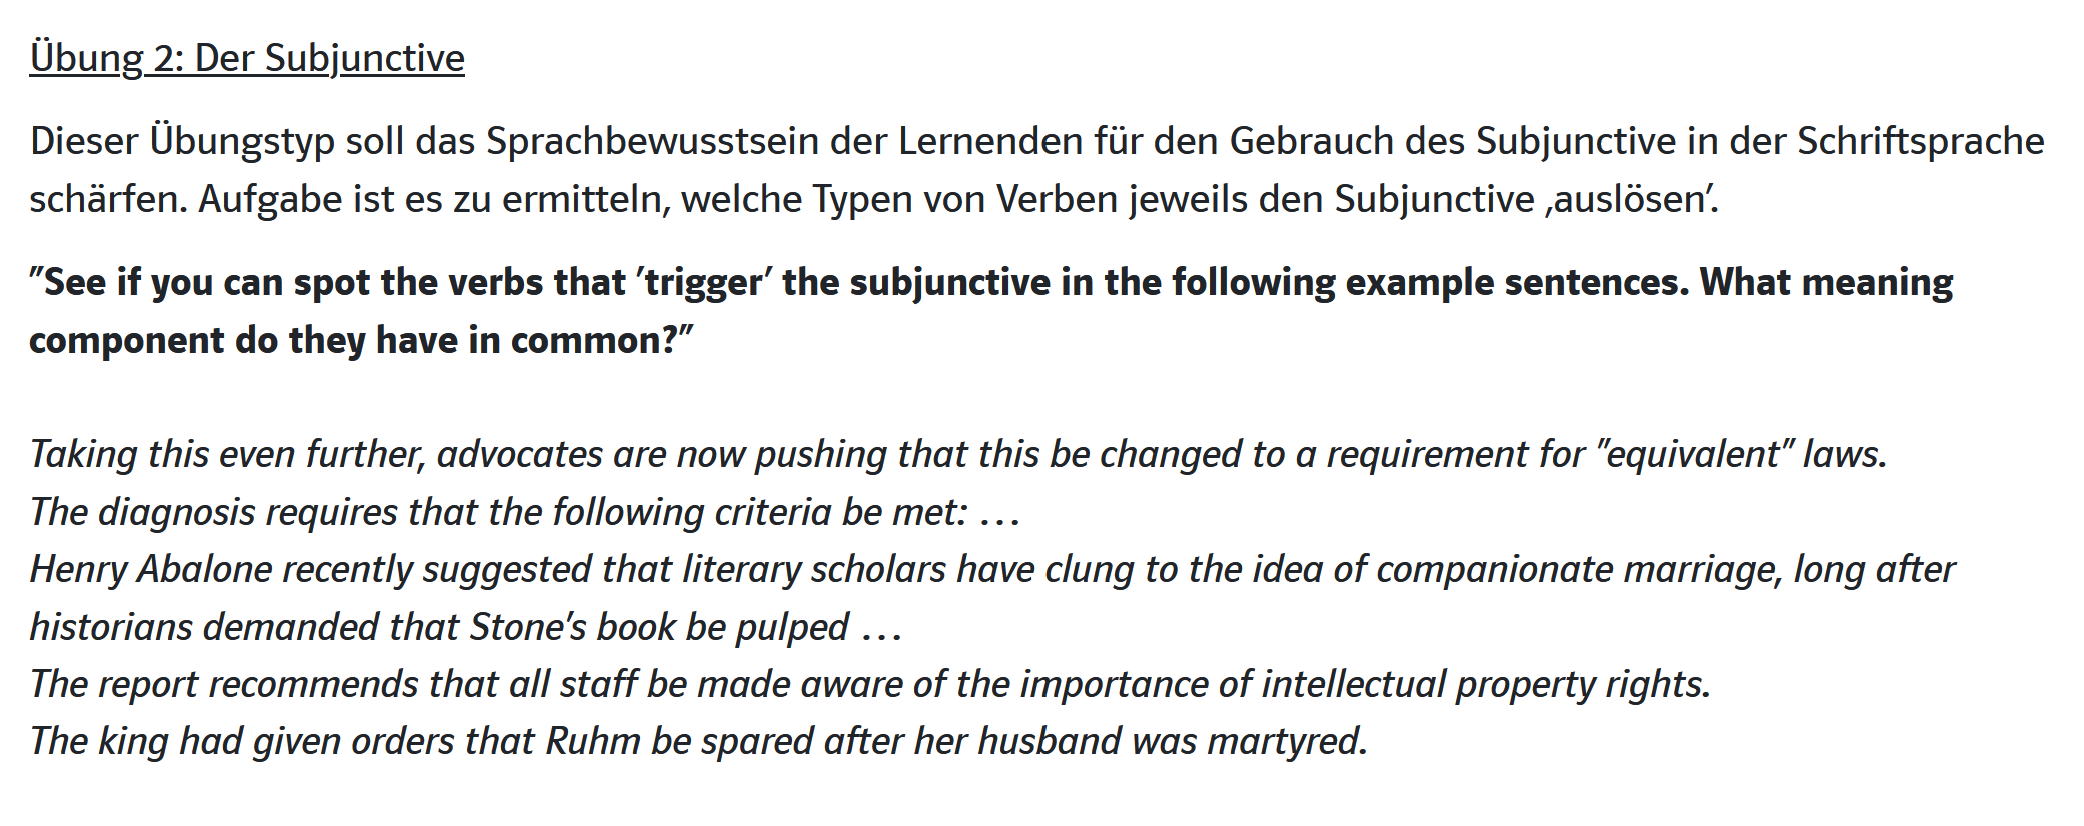 Übung 2: Der Subjunctive
Dieser Übungstyp soll das Sprachbewusstsein der Lernenden für den Gebrauch des Subjunctive in der Schriftsprache
schärfen. Aufgabe ist es zu ermitteln, welche Typen von Verben jeweils den Subjunctive ‚auslösen’.
"See if you can spot the verbs that 'trigger' the subjunctive in the following example sentences. What meaning
component do they have in common?"
Taking this even further, advocates are now pushing that this be changed to a requirement for "equivalent" laws.
The diagnosis requires that the following criteria be met: …
Henry Abalone recently suggested that literary scholars have clung to the idea of companionate marriage, long after
historians demanded that Stone's book be pulped …
The report recommends that all staff be made aware of the importance of intellectual property rights.
The king had given orders that Ruhm be spared after her husband was martyred.